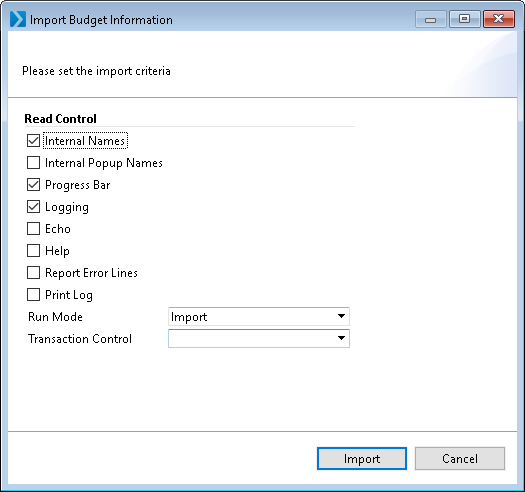 Import Budget Information
Please set the import criteria
Read Control
Internal Names
Internal Popup Names
Progress Bar
Logging
Echo
Help
Report Error Lines
Print Log
Run Mode Import
Transaction Control
Import Cancel